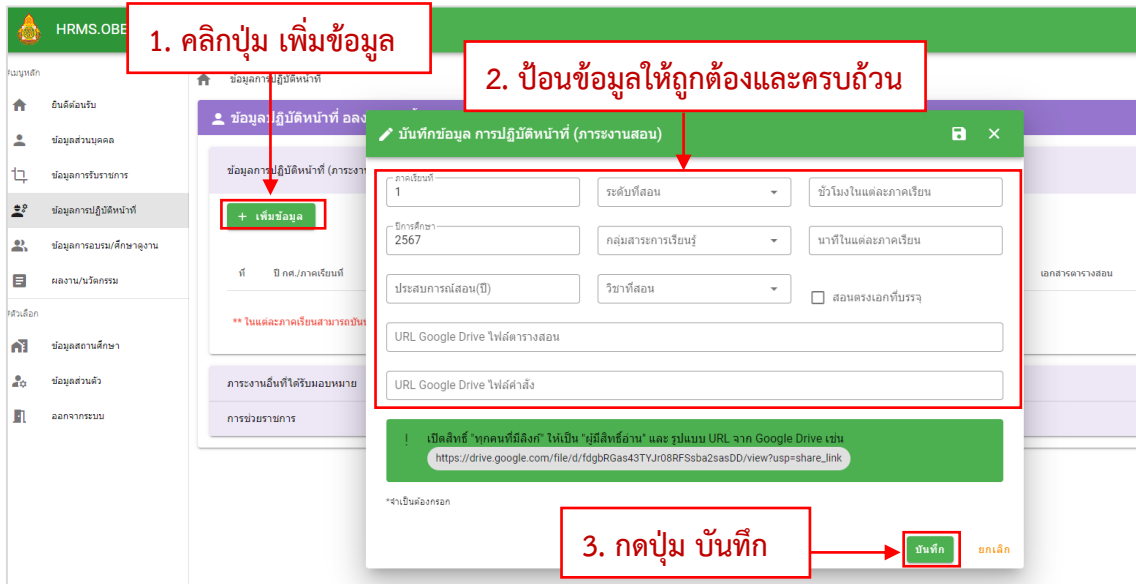 HRMS.OBE
1. คลิกปุ่ม เพิ่มข้อมูล
2. ป้อนข้อมูลให้ถูกต้องและครบถ้วน
เมนูหลัก
ยินดีต่อนรับ
ข้อมูลส่วนบุคคล
ข้อมูลการรับราชการ
ข้อมูลการปฏิบัติหน้าที่
ข้อมูลการอบรม/ศึกษาดูงาน
ผลงาน/นวัตกรรม
ตัวเลือก
ข้อมูลสถานศึกษา
ข้อมูลส่วนตัว
ออกจากระบบ
ข้อมูลการปฏิบัติหน้าที่
ข้อมูลปฏิบัติหน้าที่ ของ
ข้อมูลการปฏิบัติหน้าที่ (ภาระงา
+ เพิ่มข้อมูล
ที่ ปี กศ./ภาคเรียนที่ เอกสารตารางสอน
** ในแต่ละภาคเรียนสามารถบัน
ภาระงานอื่นที่ได้รับมอบหมาย
การช่วยราชการ
บันทึกข้อมูล การปฏิบัติหน้าที่ (ภาระงานสอน)
ภาคเรียนที่
1 ระดับที่สอน ชั่วโมงในแต่ละภาคเรียน
ปีการศึกษา
2567 กลุ่มสาระการเรียนรู้ นาทีในแต่ละภาคเรียน
ประสบการณ์สอน(ปี) วิชาที่สอน สอนตรงเอกที่บรรจุ
URL Google Drive ไฟล์ตารางสอน
URL Google Drive ไฟล์คำสั่ง
! เปิดสิทธิ์ "ทุกคนที่มีลิงก์" ให้เป็น "ผู้มีสิทธิ์อ่าน" และ รูปแบบ URL จาก Google Drive เช่น
https://drive.google.com/file/d/fdgbRGas43TYJr08RFSsba2sasDD/view?usp=share_link
*จำเป็นต้องกรอก
3. กดปุ่ม บันทึก
บันทึก ยกเลิก